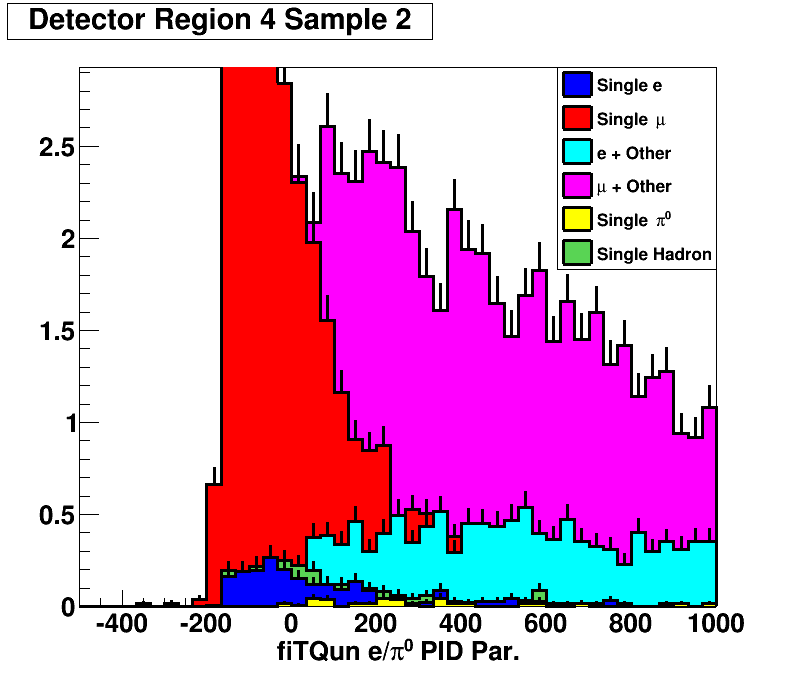 Detector Region 4 Sample 2
Single e
Single μ
e + Other
μ + Other
Single π⁰
Single Hadron
2.5
2
1.5
1
0.5
0
-400 -200 0 200 400 600 800 1000
fiTQun e/π⁰ PID Par.